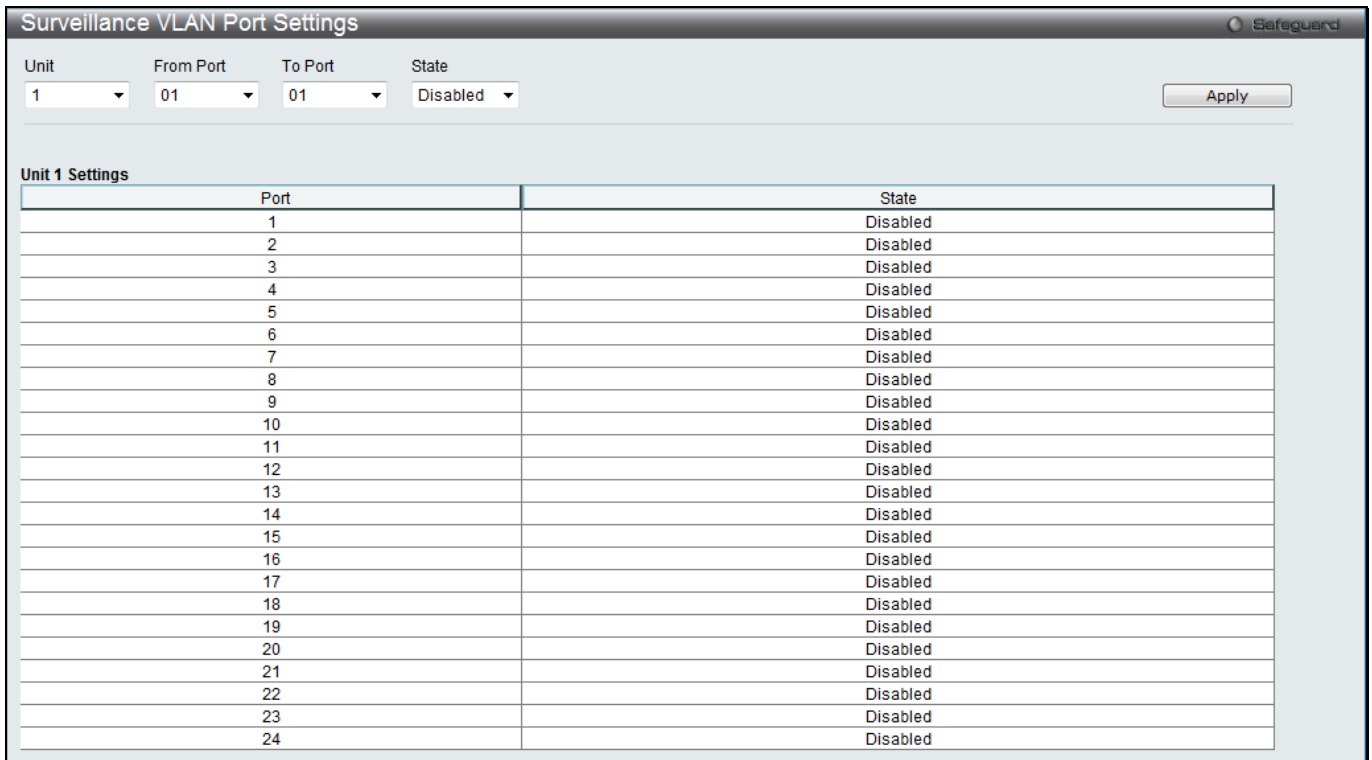 Surveillance VLAN Port Settings
Safeguard
Unit From Port To Port State
1 01 01 Disabled Apply
Unit 1 Settings
Port State
1 Disabled
2 Disabled
3 Disabled
4 Disabled
5 Disabled
6 Disabled
7 Disabled
8 Disabled
9 Disabled
10 Disabled
11 Disabled
12 Disabled
13 Disabled
14 Disabled
15 Disabled
16 Disabled
17 Disabled
18 Disabled
19 Disabled
20 Disabled
21 Disabled
22 Disabled
23 Disabled
24 Disabled